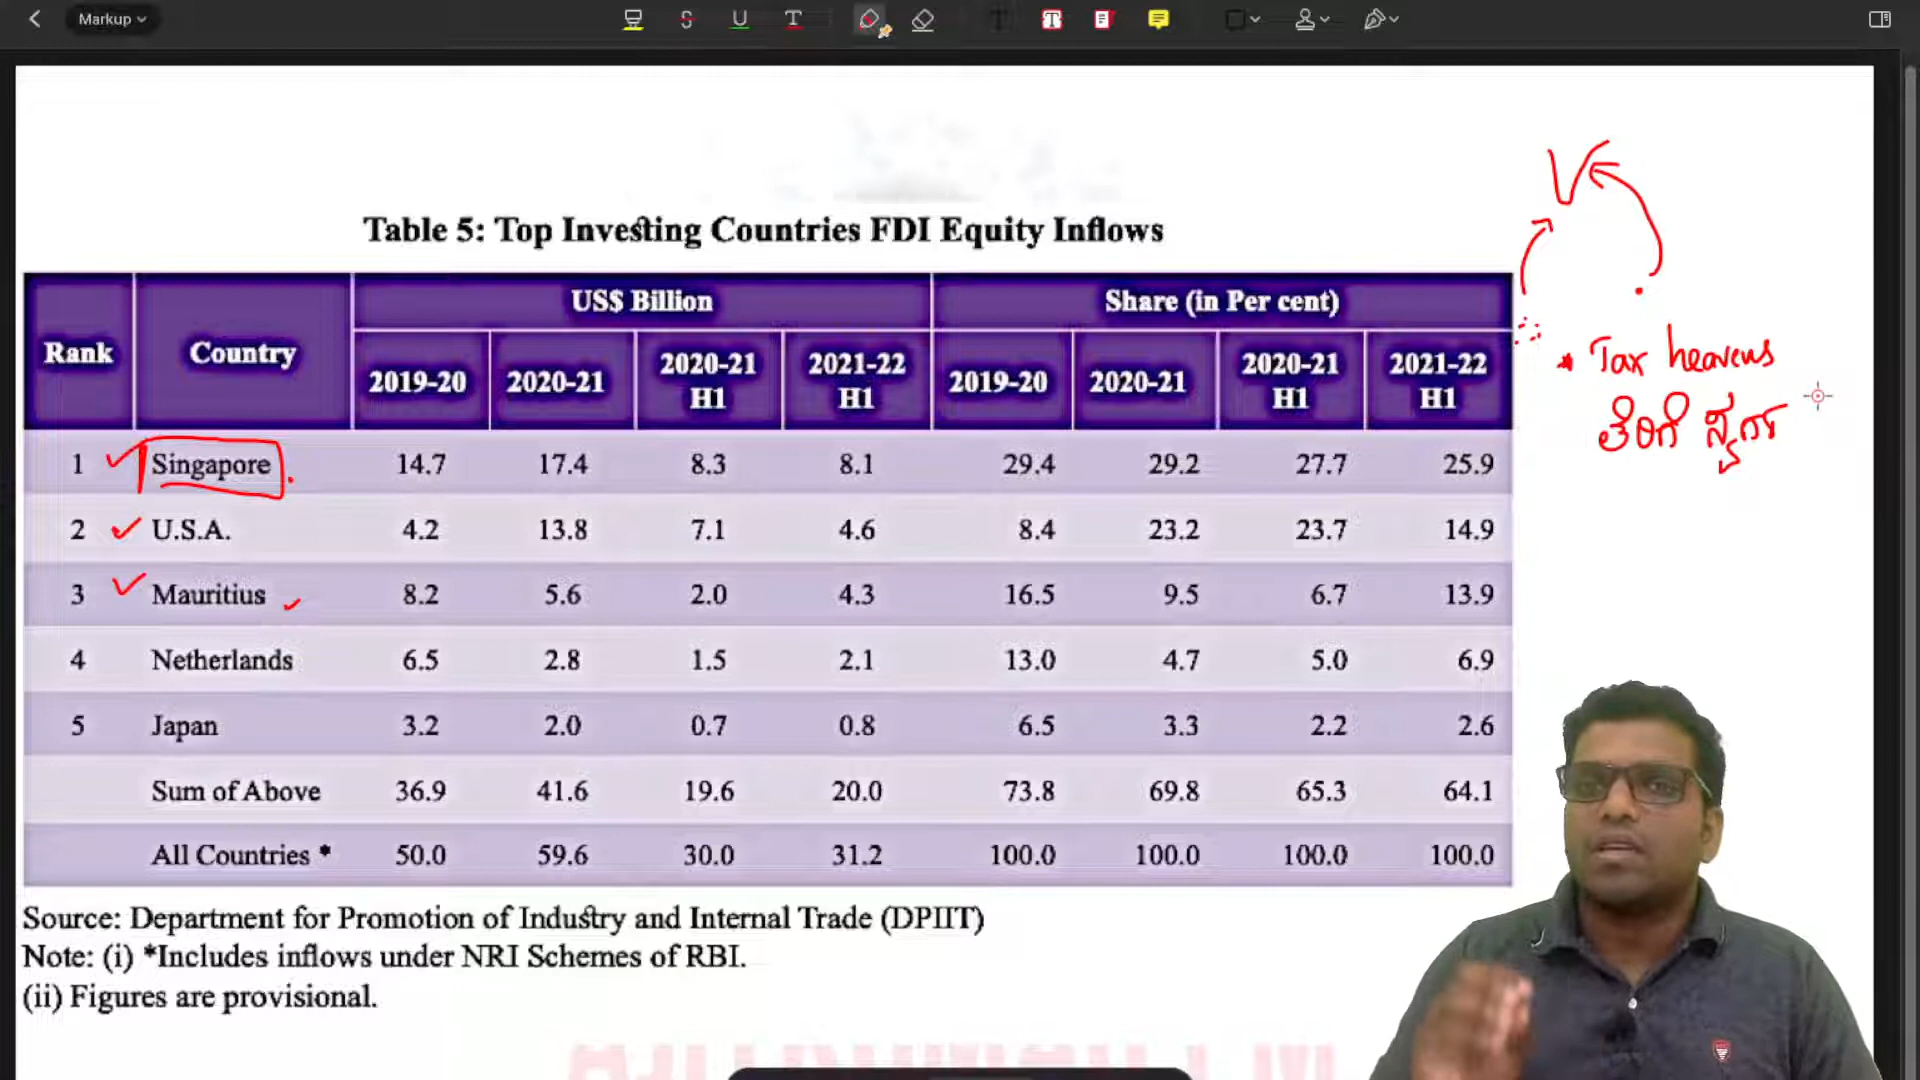 Markup
Table 5: Top Investing Countries FDI Equity Inflows
Rank Country US$ Billion Share (in Per cent)
2019-20 2020-21 2020-21 H1 2021-22 H1 2019-20 2020-21 2020-21 H1 2021-22 H1
1 Singapore 14.7 17.4 8.3 8.1 29.4 29.2 27.7 25.9
2 U.S.A. 4.2 13.8 7.1 4.6 8.4 23.2 23.7 14.9
3 Mauritius 8.2 5.6 2.0 4.3 16.5 9.5 6.7 13.9
4 Netherlands 6.5 2.8 1.5 2.1 13.0 4.7 5.0 6.9
5 Japan 3.2 2.0 0.7 0.8 6.5 3.3 2.2 2.6
Sum of Above 36.9 41.6 19.6 20.0 73.8 69.8 65.3 64.1
All Countries * 50.0 59.6 30.0 31.2 100.0 100.0 100.0 100.0
Source: Department for Promotion of Industry and Internal Trade (DPIIT)
Note: (i) *Includes inflows under NRI Schemes of RBI.
(ii) Figures are provisional.
Tax heavens
ತೆರಿಗೆ ಸ್ವರ್ಗ